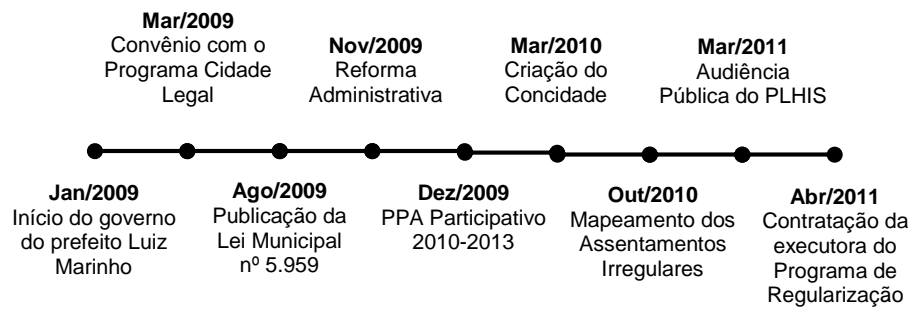 Mar/2009
Convênio com o
Programa Cidade
Legal
Nov/2009
Reforma
Administrativa
Mar/2010
Criação do
Concidade
Mar/2011
Audiência
Pública do PLHIS
Jan/2009
Início do governo
do prefeito Luiz
Marinho
Ago/2009
Publicação da
Lei Municipal
nº 5.959
Dez/2009
PPA Participativo
2010-2013
Out/2010
Mapeamento dos
Assentamentos
Irregulares
Abr/2011
Contratação da
executora do
Programa de
Regularização